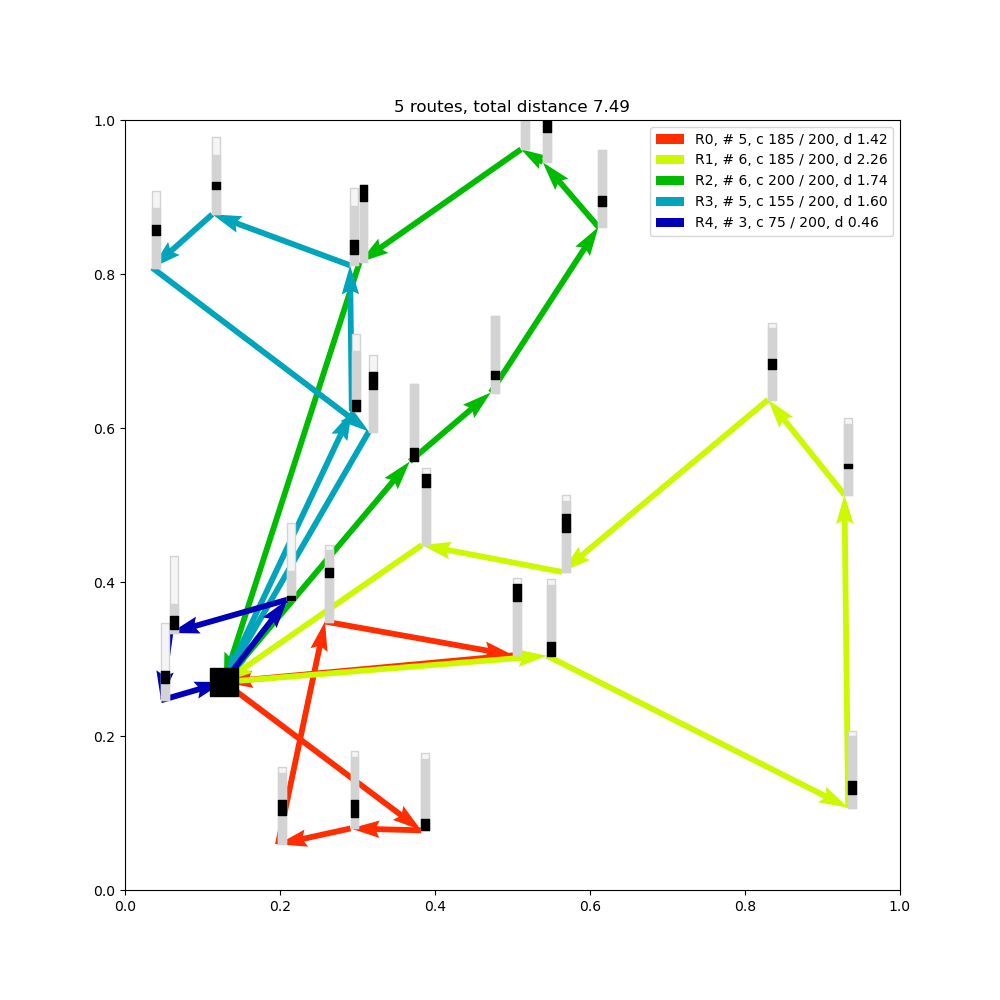 5 routes, total distance 7.49
R0, # 5, c 185 / 200, d 1.42
R1, # 6, c 185 / 200, d 2.26
R2, # 6, c 200 / 200, d 1.74
R3, # 5, c 155 / 200, d 1.60
R4, # 3, c 75 / 200, d 0.46
1.0
0.8
0.6
0.4
0.2
0.0
0.0 0.2 0.4 0.6 0.8 1.0